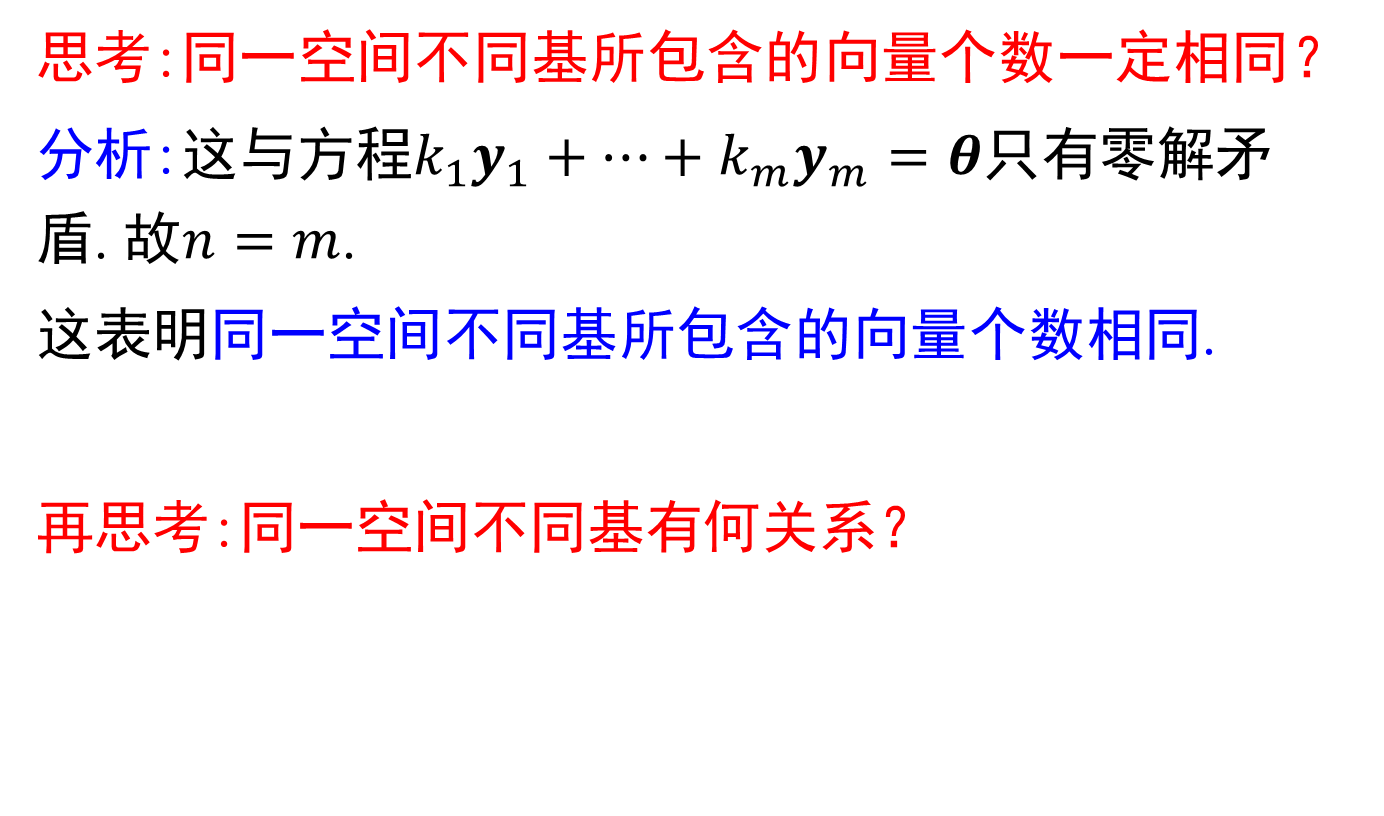 思考:同一空间不同基所包含的向量个数一定相同?
分析:这与方程k₁y₁ + ⋯ + kₘyₘ = θ只有零解矛
盾. 故n = m.
这表明同一空间不同基所包含的向量个数相同.
再思考:同一空间不同基有何关系?